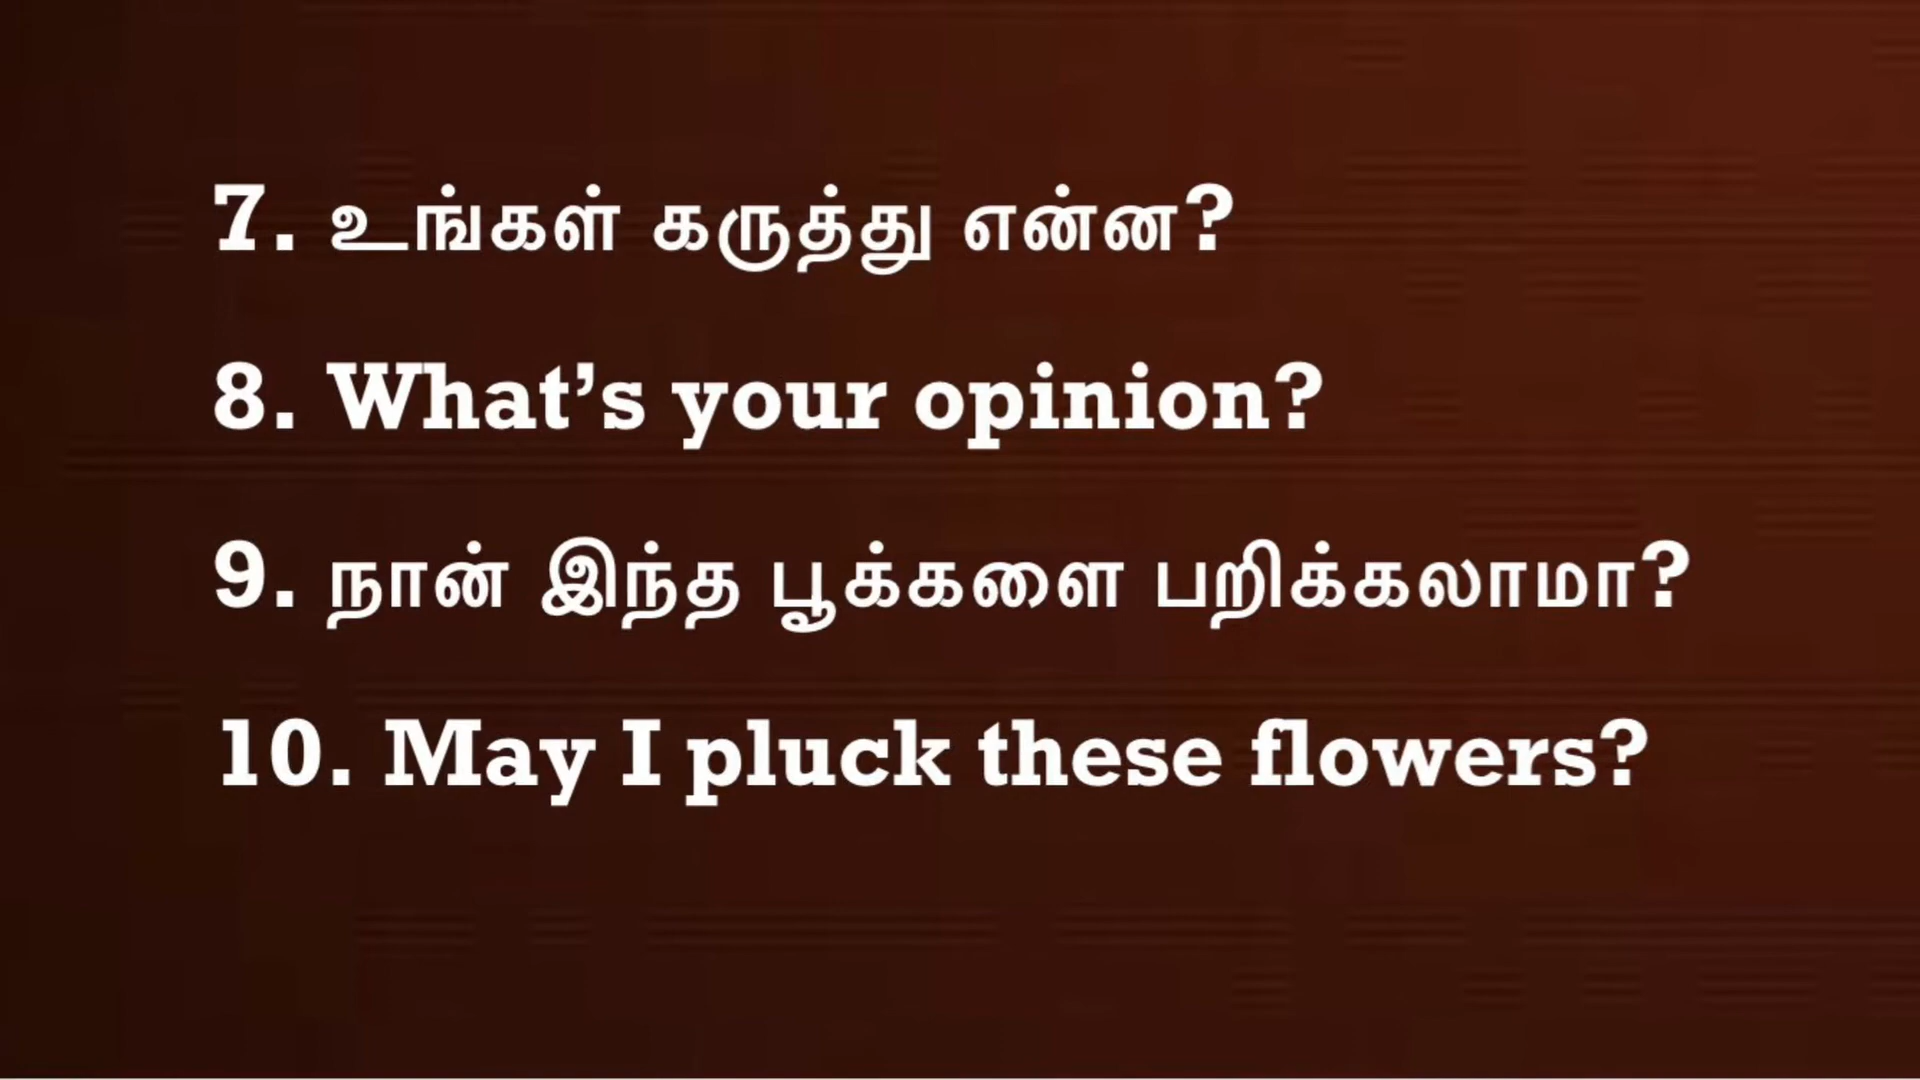 7. உங்கள் கருத்து என்ன?
8. What’s your opinion?
9. நான் இந்த பூக்களை பறிக்கலாமா?
10. May I pluck these flowers?